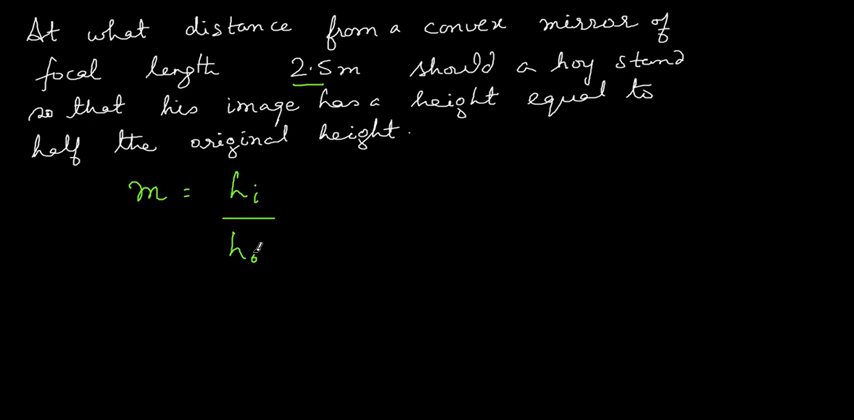 At what distance from a convex mirror of
focal length 2.5m should a hoy stand
so that his image has a height equal to
half the original height.
m = hi
ho